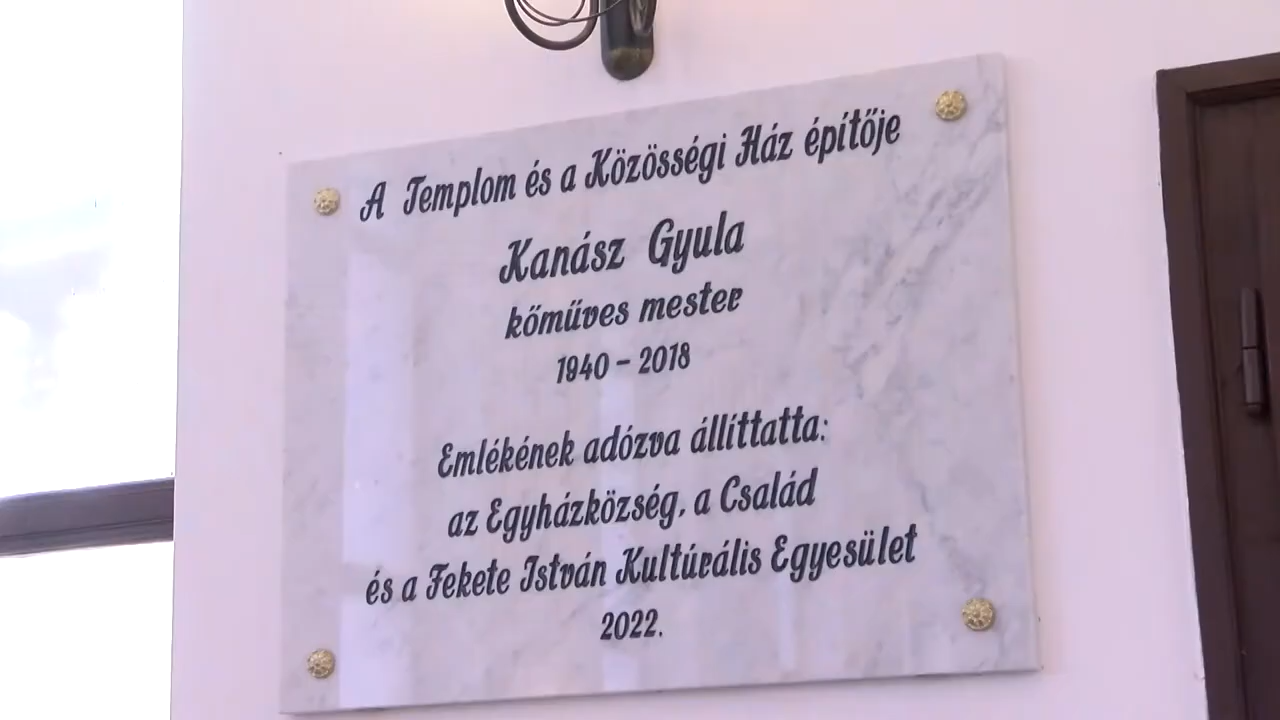 A Templom és a Közösségi Ház építője
Kanász Gyula
kőműves mester
1940 – 2018
Emlékének adózva állíttatta:
az Egyházközség, a Család
és a Fekete István Kultúrális Egyesület
2022.